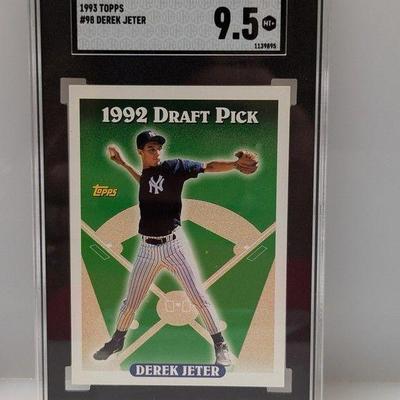 1993 TOPPS
#98 DEREK JETER
9.5 MT+
1139895
1992 DRAFT PICK
NY
Topps
DEREK JETER